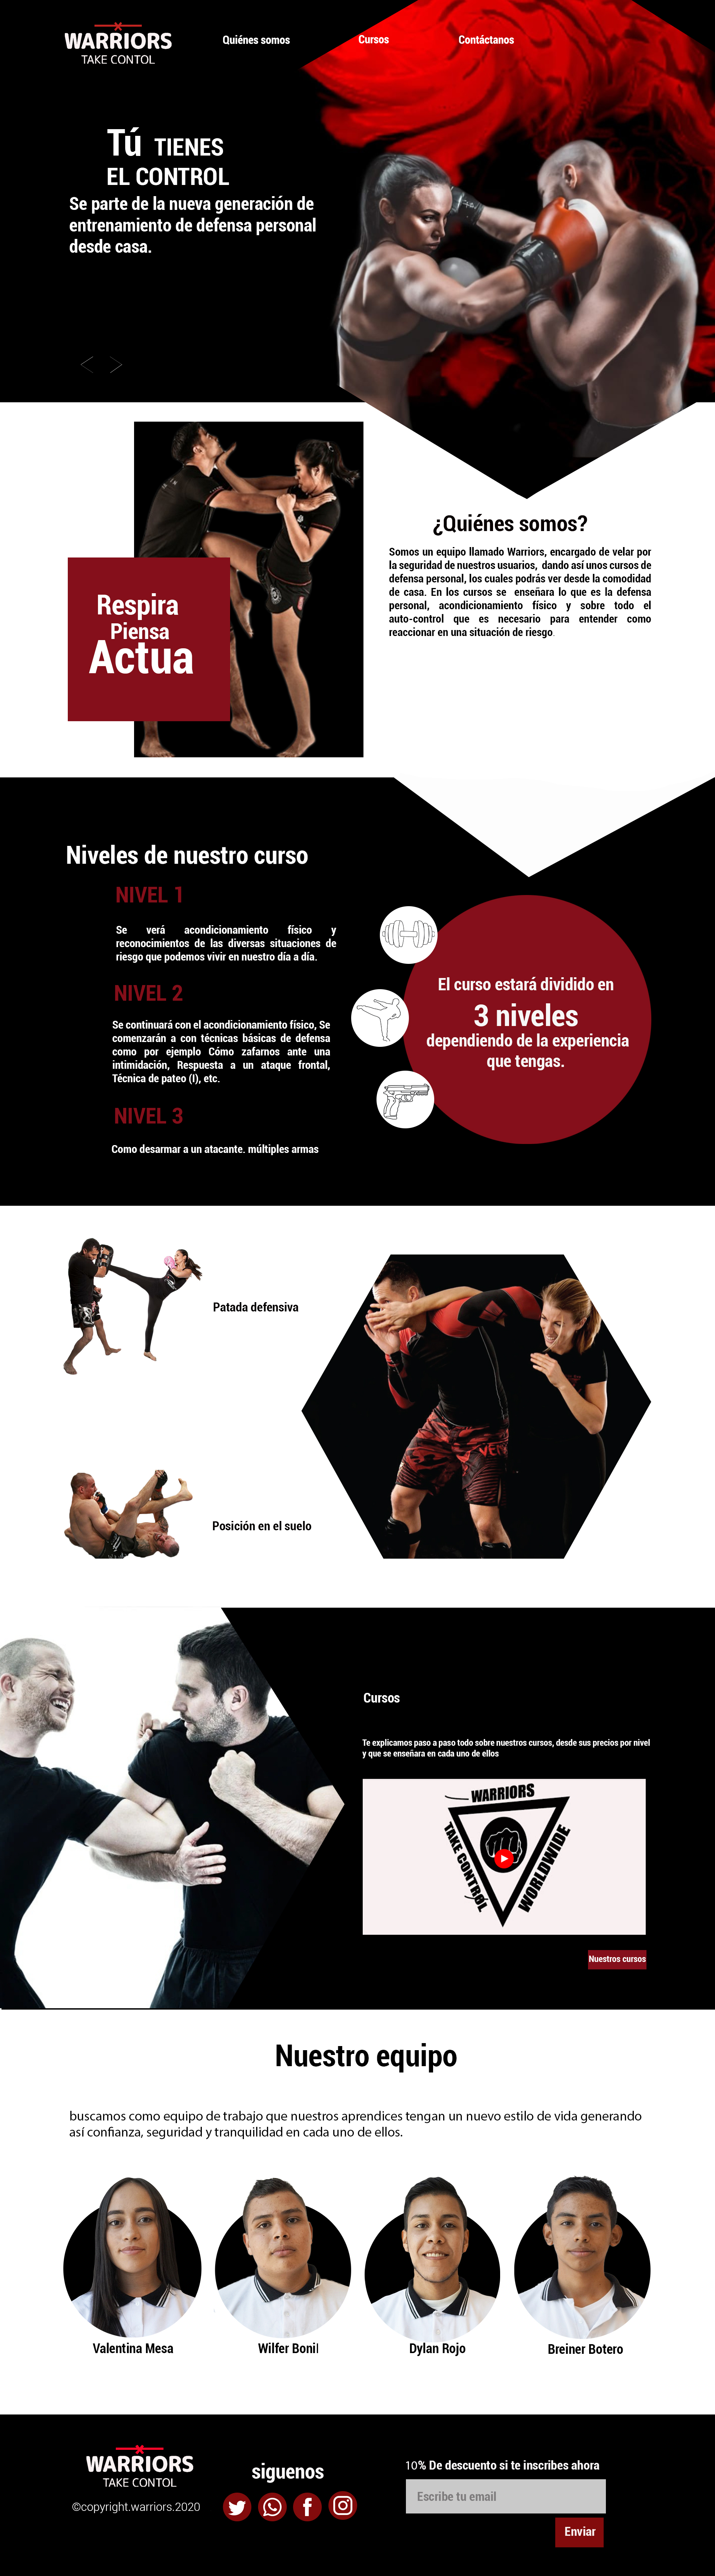 WARRIORS
TAKE CONTOL
Quiénes somos
Cursos
Contáctanos
Tú TIENES
EL CONTROL
Se parte de la nueva generación de
entrenamiento de defensa personal
desde casa.
¿Quiénes somos?
Somos un equipo llamado Warriors, encargado de velar por
la seguridad de nuestros usuarios, dando así unos cursos de
defensa personal, los cuales podrás ver desde la comodidad
de casa. En los cursos se enseñara lo que es la defensa
personal, acondicionamiento físico y sobre todo el
auto-control que es necesario para entender como
reaccionar en una situación de riesgo.
Respira
Piensa
Actua
Niveles de nuestro curso
NIVEL 1
Se verá acondicionamiento físico y
reconocimientos de las diversas situaciones de
riesgo que podemos vivir en nuestro día a día.
NIVEL 2
Se continuará con el acondicionamiento físico, Se
comenzarán a con técnicas básicas de defensa
como por ejemplo Cómo zafarnos ante una
intimidación, Respuesta a un ataque frontal,
Técnica de pateo (I), etc.
NIVEL 3
Como desarmar a un atacante. múltiples armas
El curso estará dividido en
3 niveles
dependiendo de la experiencia
que tengas.
Patada defensiva
VEN
Posición en el suelo
Cursos
Te explicamos paso a paso todo sobre nuestros cursos, desde sus precios por nivel
y que se enseñara en cada uno de ellos
WARRIORS
TAKE CONTROL
WORLDWIDE
Nuestros cursos
Nuestro equipo
buscamos como equipo de trabajo que nuestros aprendices tengan un nuevo estilo de vida generando
así confianza, seguridad y tranquilidad en cada uno de ellos.
Valentina Mesa
Wilfer Bonil
Dylan Rojo
Breiner Botero
WARRIORS
TAKE CONTOL
©copyright.warriors.2020
siguenos
10% De descuento si te inscribes ahora
Escribe tu email
Enviar